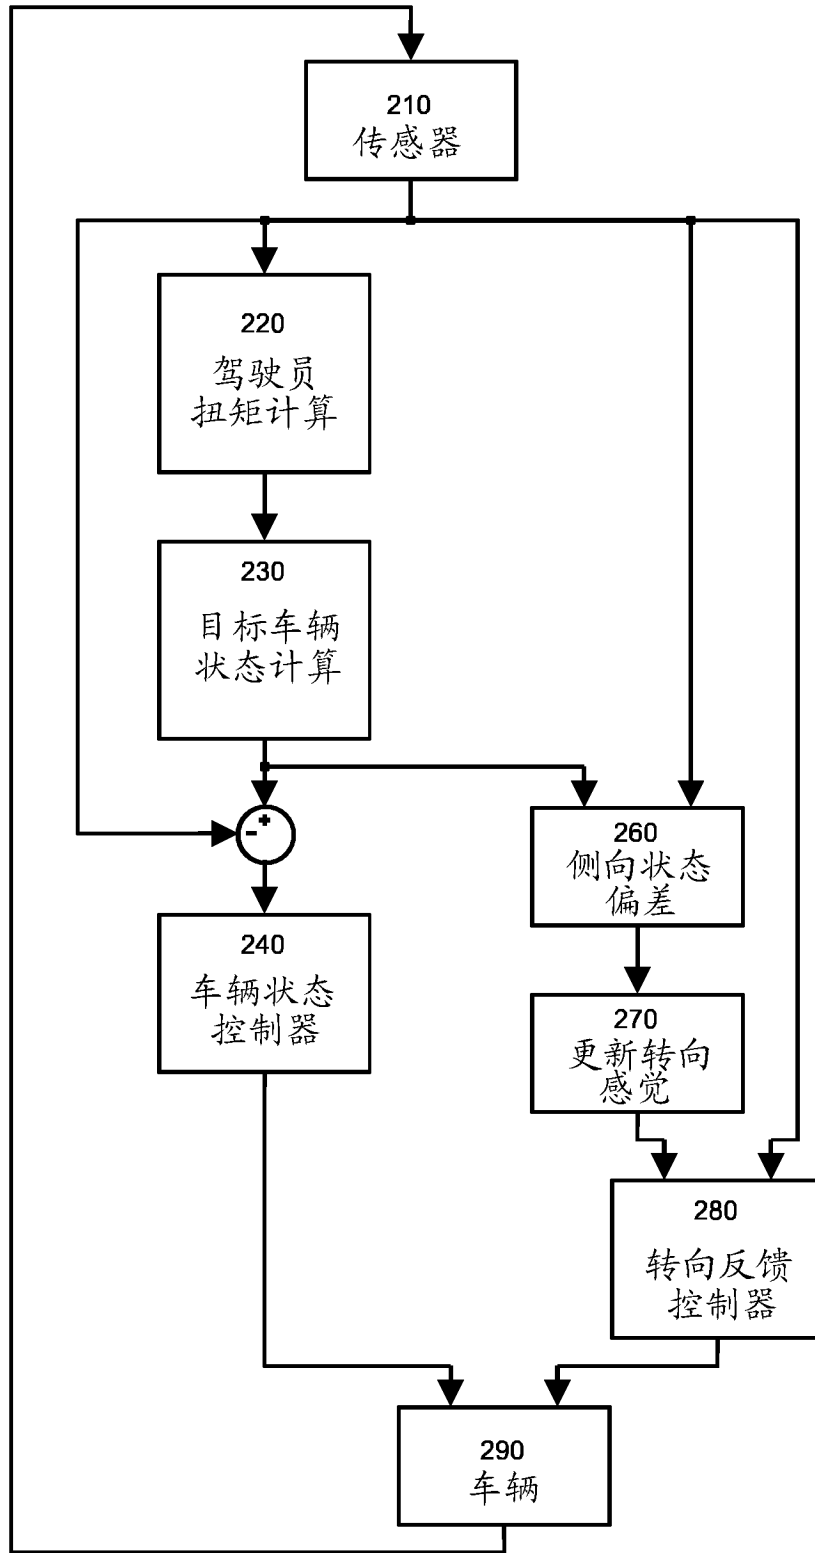 210
传感器
220
驾驶员
扭矩计算
230
目标车辆
状态计算
+
-
260
侧向状态
偏差
240
车辆状态
控制器
270
更新转向
感觉
280
转向反馈
控制器
290
车辆